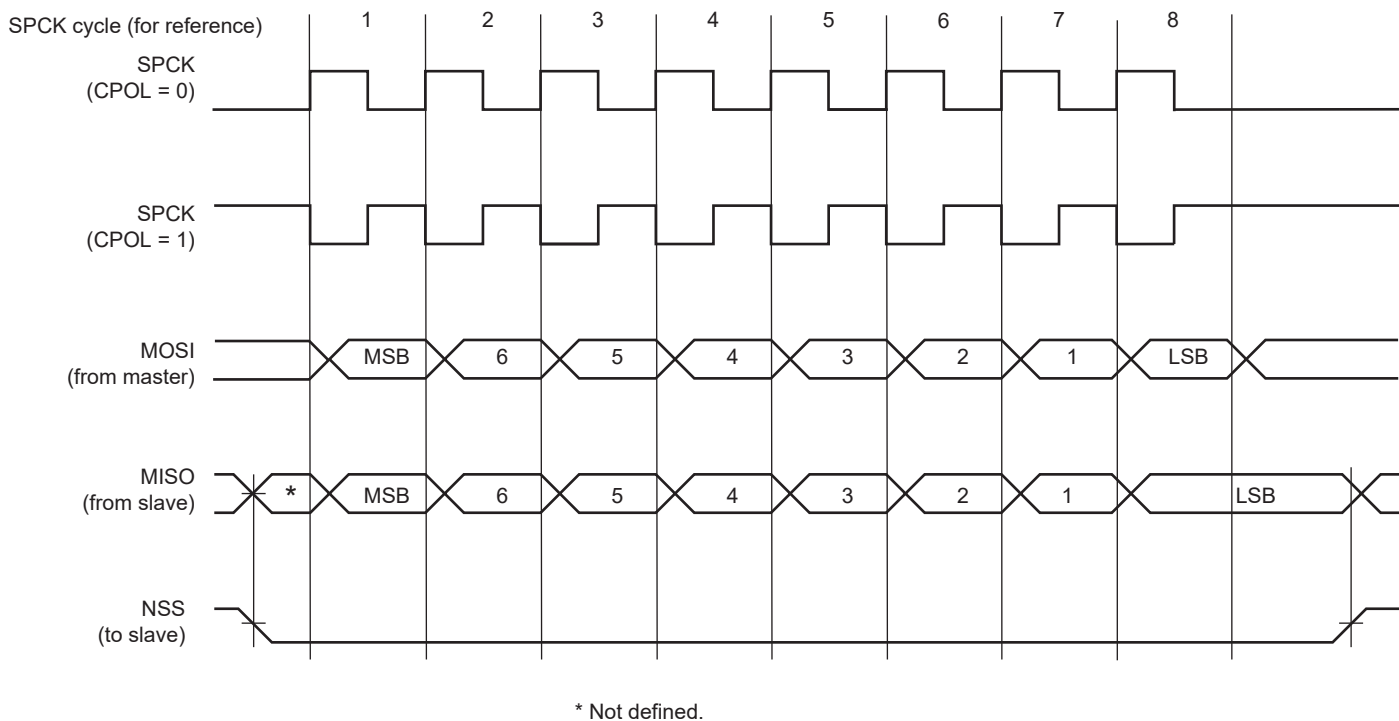 SPCK cycle (for reference)
1 2 3 4 5 6 7 8
SPCK
(CPOL = 0)
SPCK
(CPOL = 1)
MOSI
(from master)
MSB 6 5 4 3 2 1 LSB
MISO
(from slave)
* MSB 6 5 4 3 2 1 LSB
NSS
(to slave)
* Not defined.